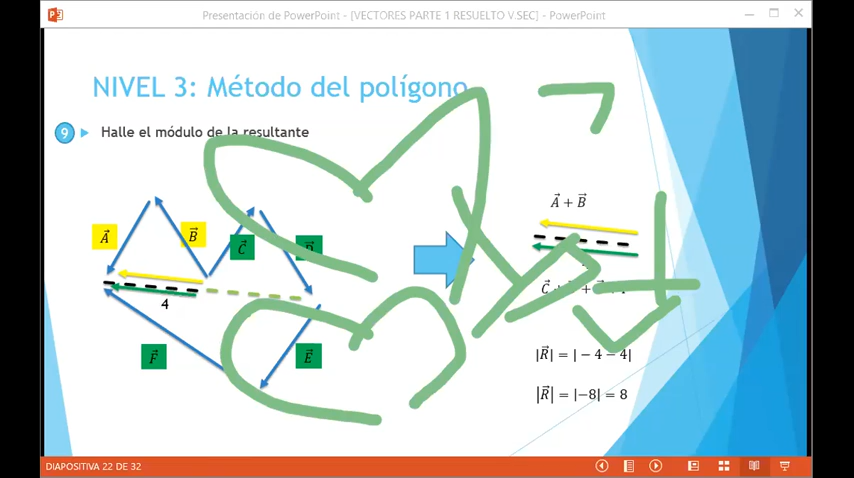 Presentación de PowerPoint - [VECTORES PARTE 1 RESUELTO V.SEC] - PowerPoint
NIVEL 3: Método del polígono
9 Halle el módulo de la resultante
A⃗
B⃗
C⃗
A⃗ + B⃗
4
F⃗
E⃗
|R⃗| = |− 4 − 4|
|R⃗| = |−8| = 8
DIAPOSITIVA 22 DE 32